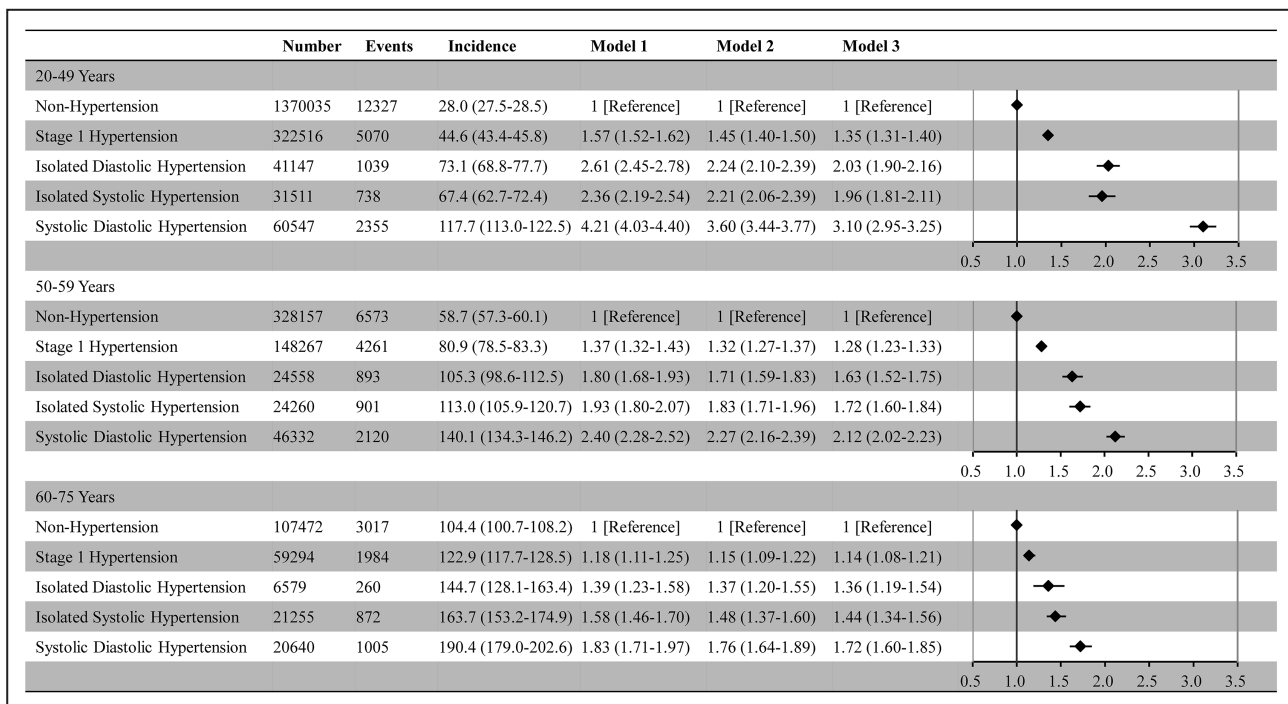 Number Events Incidence Model 1 Model 2 Model 3
20-49 Years
Non-Hypertension 1370035 12327 28.0 (27.5-28.5) 1 [Reference] 1 [Reference] 1 [Reference]
Stage 1 Hypertension 322516 5070 44.6 (43.4-45.8) 1.57 (1.52-1.62) 1.45 (1.40-1.50) 1.35 (1.31-1.40)
Isolated Diastolic Hypertension 41147 1039 73.1 (68.8-77.7) 2.61 (2.45-2.78) 2.24 (2.10-2.39) 2.03 (1.90-2.16)
Isolated Systolic Hypertension 31511 738 67.4 (62.7-72.4) 2.36 (2.19-2.54) 2.21 (2.06-2.39) 1.96 (1.81-2.11)
Systolic Diastolic Hypertension 60547 2355 117.7 (113.0-122.5) 4.21 (4.03-4.40) 3.60 (3.44-3.77) 3.10 (2.95-3.25)
0.5 1.0 1.5 2.0 2.5 3.0 3.5
50-59 Years
Non-Hypertension 328157 6573 58.7 (57.3-60.1) 1 [Reference] 1 [Reference] 1 [Reference]
Stage 1 Hypertension 148267 4261 80.9 (78.5-83.3) 1.37 (1.32-1.43) 1.32 (1.27-1.37) 1.28 (1.23-1.33)
Isolated Diastolic Hypertension 24558 893 105.3 (98.6-112.5) 1.80 (1.68-1.93) 1.71 (1.59-1.83) 1.63 (1.52-1.75)
Isolated Systolic Hypertension 24260 901 113.0 (105.9-120.7) 1.93 (1.80-2.07) 1.83 (1.71-1.96) 1.72 (1.60-1.84)
Systolic Diastolic Hypertension 46332 2120 140.1 (134.3-146.2) 2.40 (2.28-2.52) 2.27 (2.16-2.39) 2.12 (2.02-2.23)
0.5 1.0 1.5 2.0 2.5 3.0 3.5
60-75 Years
Non-Hypertension 107472 3017 104.4 (100.7-108.2) 1 [Reference] 1 [Reference] 1 [Reference]
Stage 1 Hypertension 59294 1984 122.9 (117.7-128.5) 1.18 (1.11-1.25) 1.15 (1.09-1.22) 1.14 (1.08-1.21)
Isolated Diastolic Hypertension 6579 260 144.7 (128.1-163.4) 1.39 (1.23-1.58) 1.37 (1.20-1.55) 1.36 (1.19-1.54)
Isolated Systolic Hypertension 21255 872 163.7 (153.2-174.9) 1.58 (1.46-1.70) 1.48 (1.37-1.60) 1.44 (1.34-1.56)
Systolic Diastolic Hypertension 20640 1005 190.4 (179.0-202.6) 1.83 (1.71-1.97) 1.76 (1.64-1.89) 1.72 (1.60-1.85)
0.5 1.0 1.5 2.0 2.5 3.0 3.5